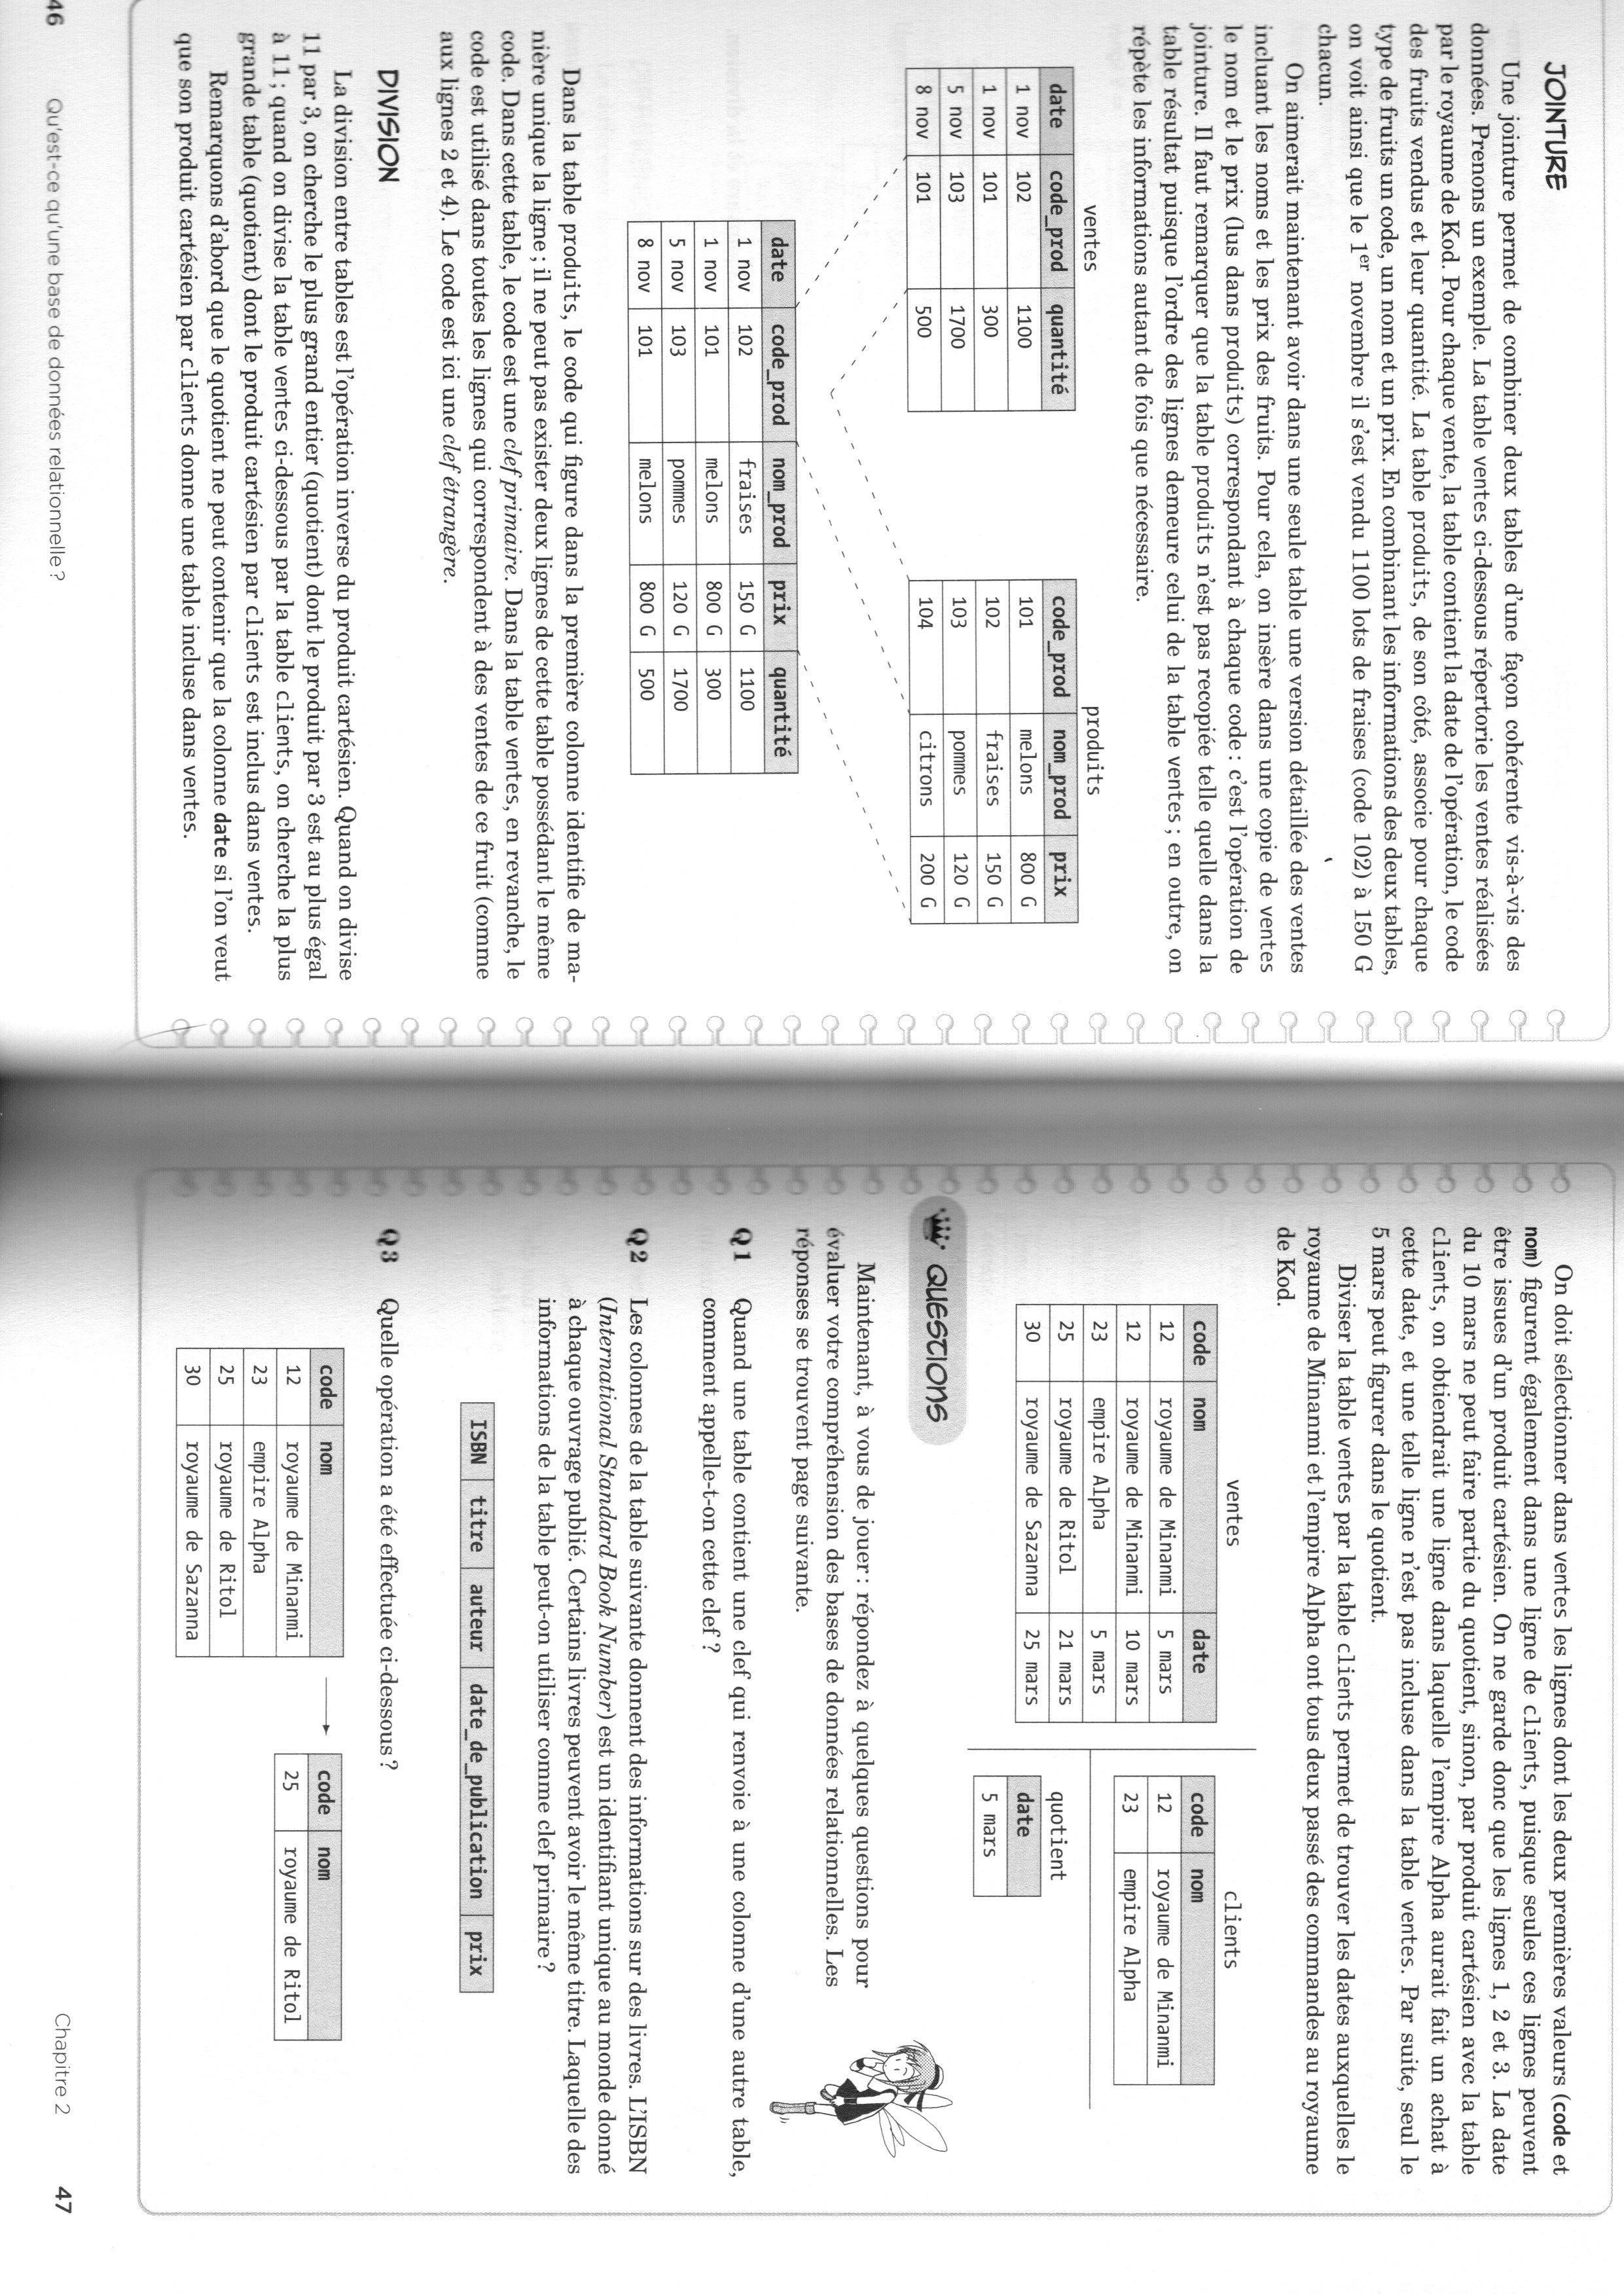 JOINTURE
Une jointure permet de combiner deux tables d'une façon cohérente vis-à-vis des
données. Prenons un exemple. La table ventes ci-dessous répertorie les ventes réalisées
par le royaume de Kod. Pour chaque vente, la table contient la date de l'opération, le code
des fruits vendus et leur quantité. La table produits, de son côté, associe pour chaque
type de fruits un code, un nom et un prix. En combinant les informations des deux tables,
on voit ainsi que le 1er novembre il s'est vendu 1100 lots de fraises (code 102) à 150 G
chacun.
On aimerait maintenant avoir dans une seule table une version détaillée des ventes
incluant les noms et les prix des fruits. Pour cela, on insère dans une copie de ventes
le nom et le prix (lus dans produits) correspondant à chaque code : c'est l'opération de
jointure. Il faut remarquer que la table produits n'est pas recopiée telle quelle dans la
table résultat puisque l'ordre des lignes demeure celui de la table ventes ; en outre, on
répète les informations autant de fois que nécessaire.
ventes
date code_prod quantité
1 nov 102 1100
1 nov 101 300
5 nov 103 1700
8 nov 101 500
produits
code_prod nom_prod prix
101 melons 800 G
102 fraises 150 G
103 pommes 120 G
104 citrons 200 G
date code_prod nom_prod prix quantité
1 nov 102 fraises 150 G 1100
1 nov 101 melons 800 G 300
5 nov 103 pommes 120 G 1700
8 nov 101 melons 800 G 500
Dans la table produits, le code qui figure dans la première colonne identifie de ma-
nière unique la ligne ; il ne peut pas exister deux lignes de cette table possédant le même
code. Dans cette table, le code est une clef primaire. Dans la table ventes, en revanche, le
code est utilisé dans toutes les lignes qui correspondent à des ventes de ce fruit (comme
aux lignes 2 et 4). Le code est ici une clef étrangère.
DIVISION
La division entre tables est l'opération inverse du produit cartésien. Quand on divise
11 par 3, on cherche le plus grand entier (quotient) dont le produit par 3 est au plus égal
à 11 ; quand on divise la table ventes ci-dessous par la table clients, on cherche la plus
grande table (quotient) dont le produit cartésien par clients est inclus dans ventes.
Remarquons d'abord que le quotient ne peut contenir que la colonne date si l'on veut
que son produit cartésien par clients donne une table incluse dans ventes.
46 Qu'est-ce qu'une base de données relationnelle ?
On doit sélectionner dans ventes les lignes dont les deux premières valeurs (code et
nom) figurent également dans une ligne de clients, puisque seules ces lignes peuvent
être issues d'un produit cartésien. On ne garde donc que les lignes 1, 2 et 3. La date
du 10 mars ne peut faire partie du quotient, sinon, par produit cartésien avec la table
clients, on obtiendrait une ligne dans laquelle l'empire Alpha aurait fait un achat à
cette date, et une telle ligne n'est pas incluse dans la table ventes. Par suite, seul le
5 mars peut figurer dans le quotient.
Diviser la table ventes par la table clients permet de trouver les dates auxquelles le
royaume de Minanmi et l'empire Alpha ont tous deux passé des commandes au royaume
de Kod.
ventes
code nom date
12 royaume de Minanmi 5 mars
12 royaume de Minanmi 10 mars
23 empire Alpha 5 mars
25 royaume de Ritol 21 mars
30 royaume de Sazanna 25 mars
clients
code nom
12 royaume de Minanmi
23 empire Alpha
quotient
date
5 mars
QUESTIONS
Maintenant, à vous de jouer : répondez à quelques questions pour
évaluer votre compréhension des bases de données relationnelles. Les
réponses se trouvent page suivante.
Q1 Quand une table contient une clef qui renvoie à une colonne d'une autre table,
comment appelle-t-on cette clef ?
Q2 Les colonnes de la table suivante donnent des informations sur des livres. L'ISBN
(International Standard Book Number) est un identifiant unique au monde donné
à chaque ouvrage publié. Certains livres peuvent avoir le même titre. Laquelle des
informations de la table peut-on utiliser comme clef primaire ?
ISBN titre auteur date_de_publication prix
Q3 Quelle opération a été effectuée ci-dessous ?
code nom
12 royaume de Minanmi
23 empire Alpha
25 royaume de Ritol
30 royaume de Sazanna
code nom
25 royaume de Ritol
Chapitre 2 47